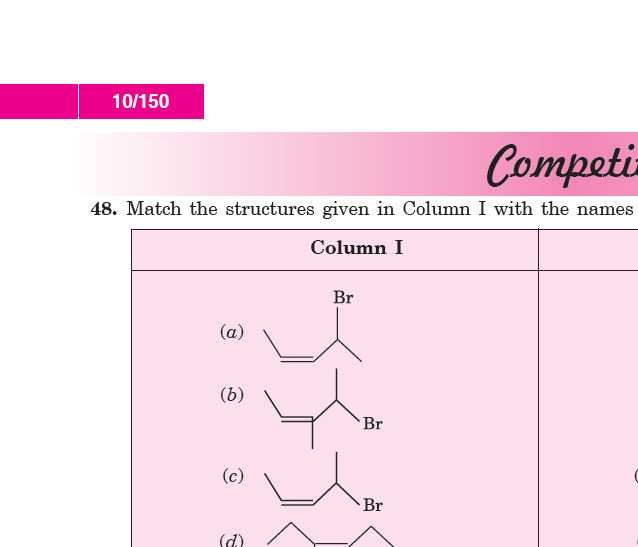 10/150
Competi
48. Match the structures given in Column I with the names
Column I
Br
(a)
(b)
Br
(c)
Br
(d)